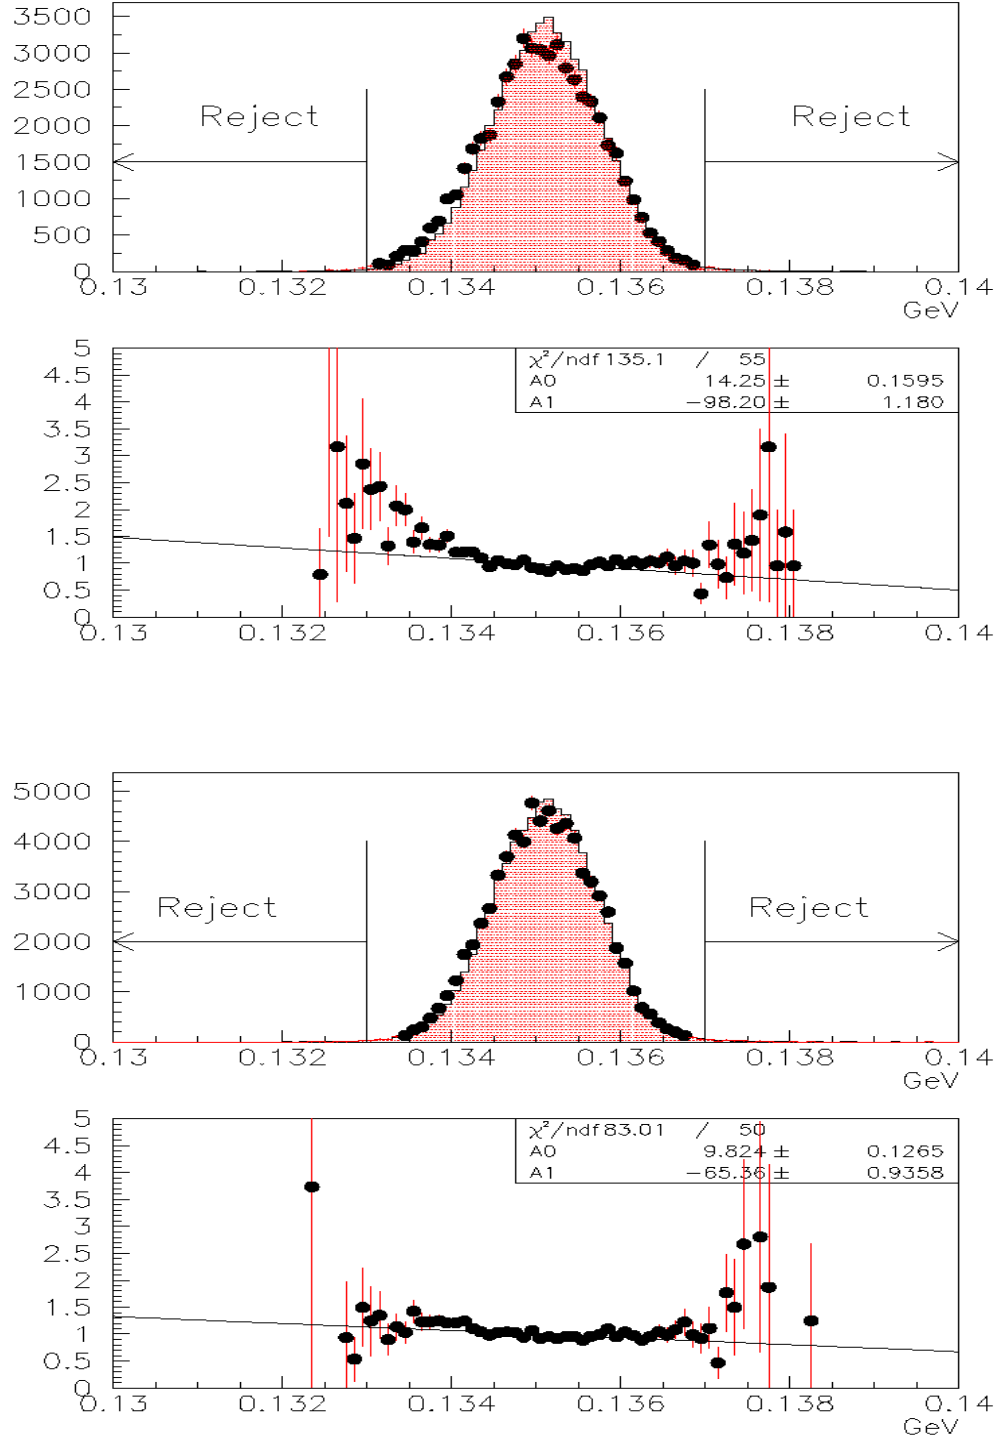 3500
3000
2500
2000
1500
1000
500
0
Reject
Reject
0.13 0.132 0.134 0.136 0.138 0.14
GeV
5
4.5
4
3.5
3
2.5
2
1.5
1
0.5
0
χ²/ndf 135.1 / 55
A0 14.25 ± 0.1595
A1 −98.20 ± 1.180
0.13 0.132 0.134 0.136 0.138 0.14
5000
4000
3000
2000
1000
0
Reject
Reject
0.13 0.132 0.134 0.136 0.138 0.14
GeV
5
4.5
4
3.5
3
2.5
2
1.5
1
0.5
0
χ²/ndf 83.01 / 50
A0 9.824 ± 0.1265
A1 −65.36 ± 0.9358
0.13 0.132 0.134 0.136 0.138 0.14
GeV